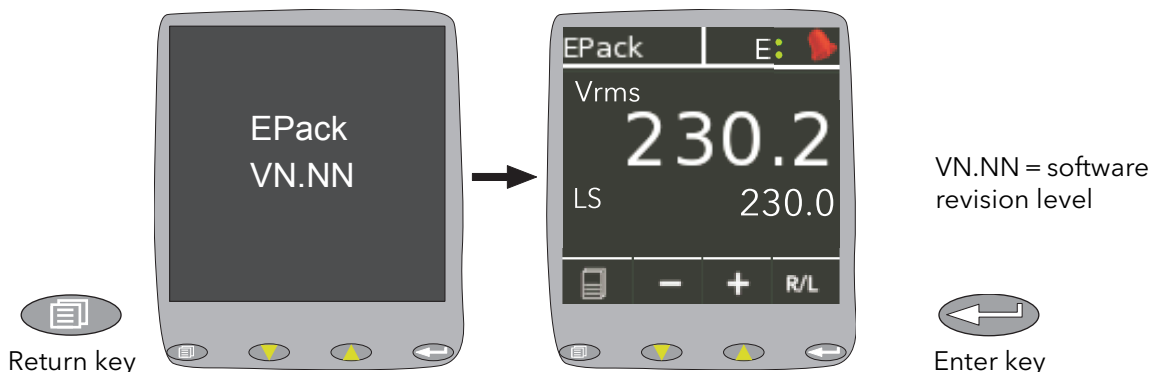 EPack
VN.NN
EPack E:
Vrms
230.2
LS 230.0
R/L
VN.NN = software
revision level
Return key
Enter key